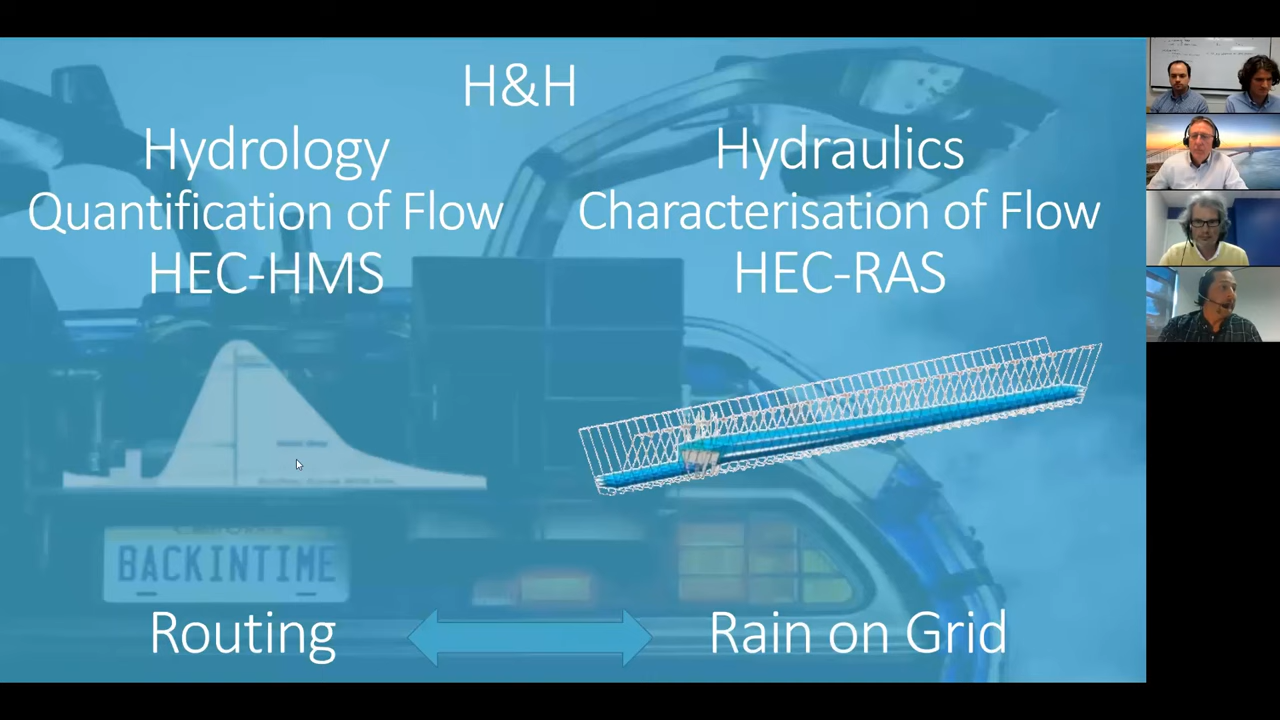 H&H
Hydrology
Quantification of Flow
HEC-HMS
Hydraulics
Characterisation of Flow
HEC-RAS
BACKINTIME
Routing
Rain on Grid